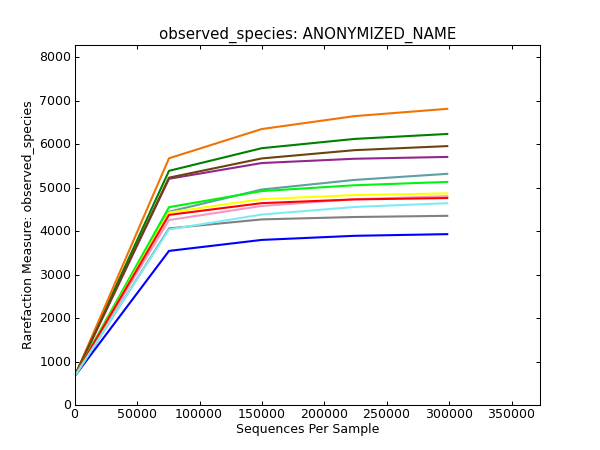 observed_species: ANONYMIZED_NAME
8000
7000
6000
5000
4000
3000
2000
1000
0
Rarefaction Measure: observed_species
0 50000 100000 150000 200000 250000 300000 350000
Sequences Per Sample